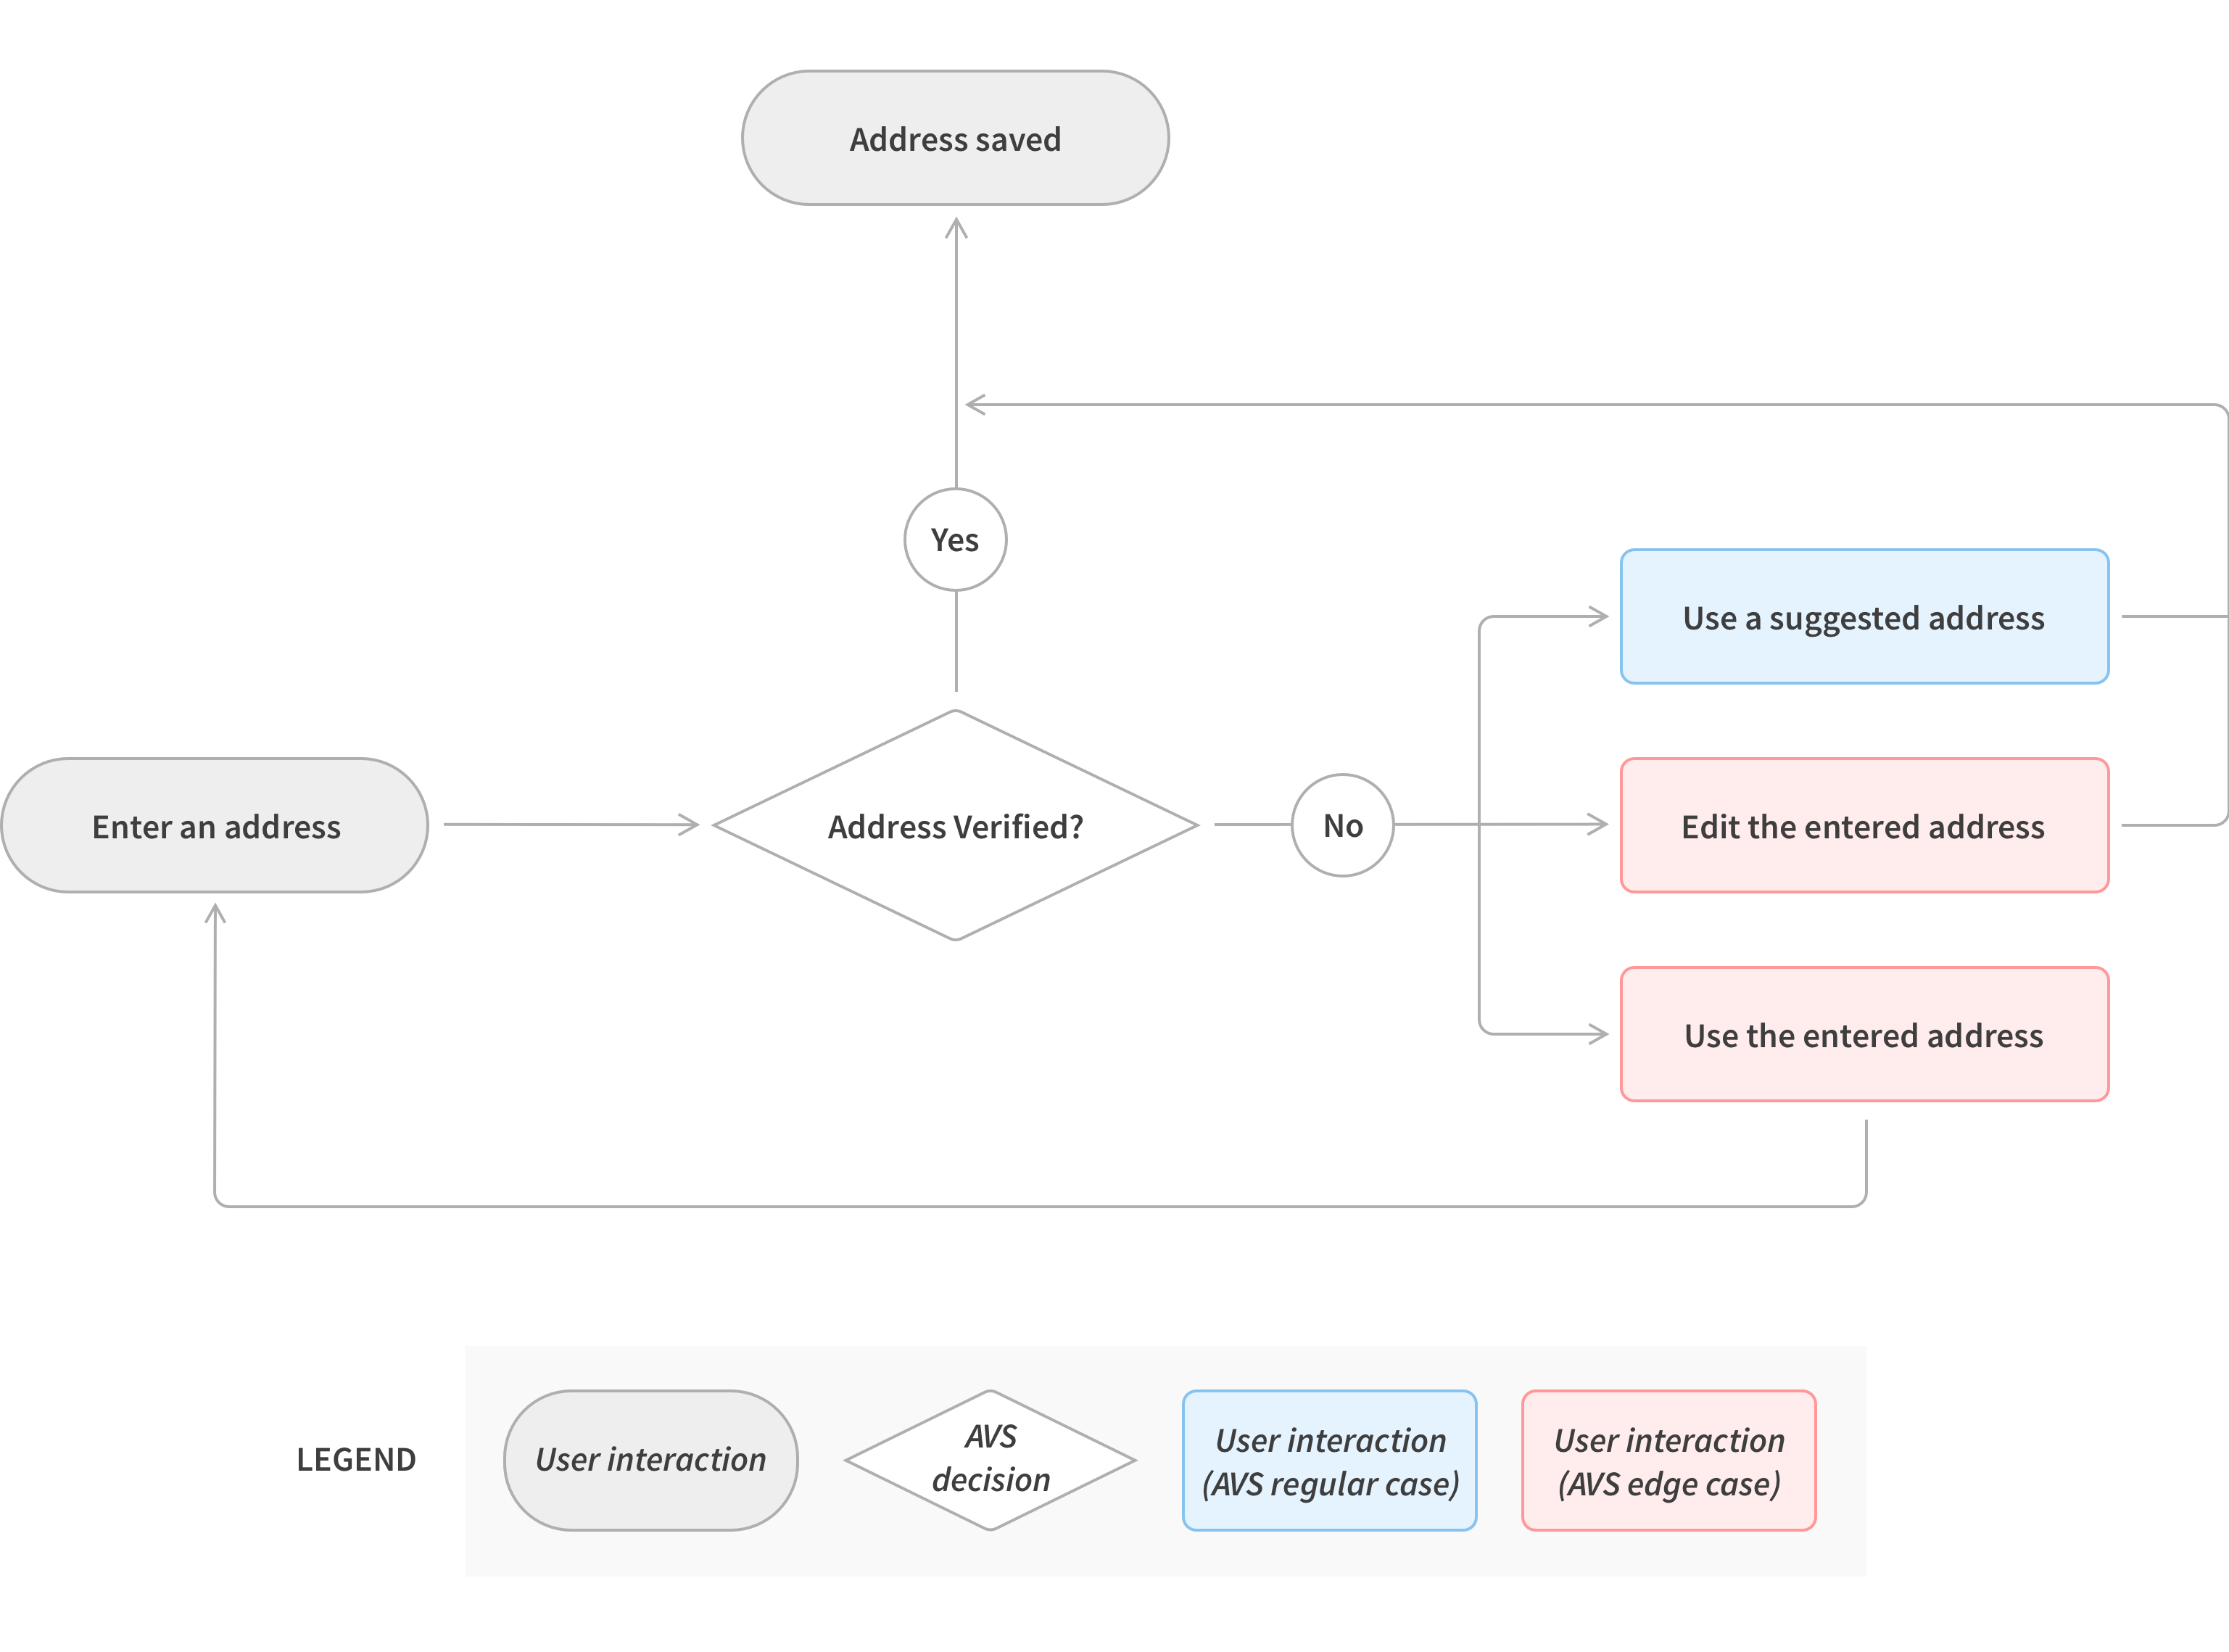 Address saved
Yes
Use a suggested address
Enter an address
Address Verified?
No
Edit the entered address
Use the entered address
LEGEND
User interaction
AVS
decision
User interaction
(AVS regular case)
User interaction
(AVS edge case)